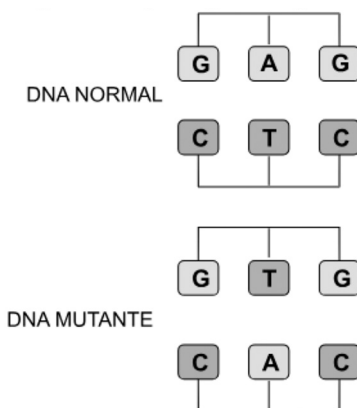 G A G
DNA NORMAL
C T C
G T G
DNA MUTANTE
C A C